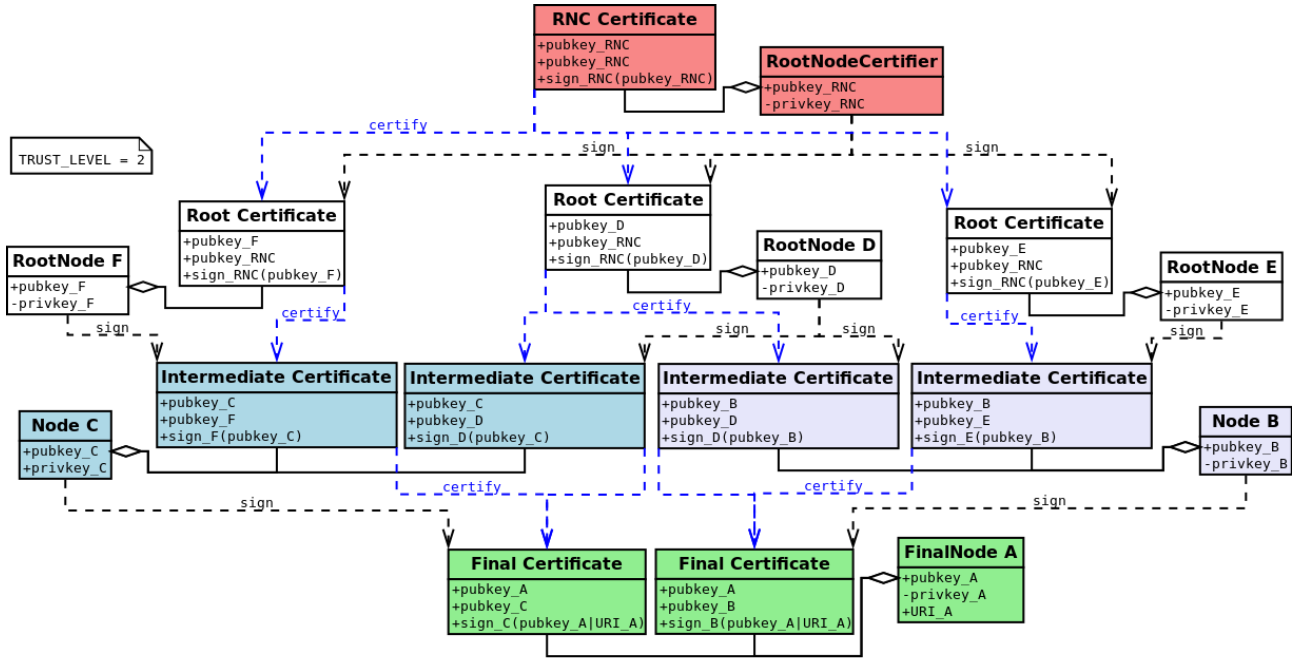 RNC Certificate
+pubkey_RNC
+pubkey_RNC
+sign_RNC(pubkey_RNC)
RootNodeCertifier
+pubkey_RNC
-privkey_RNC
certify
sign
sign
TRUST_LEVEL = 2
Root Certificate
+pubkey_F
+pubkey_RNC
+sign_RNC(pubkey_F)
Root Certificate
+pubkey_D
+pubkey_RNC
+sign_RNC(pubkey_D)
Root Certificate
+pubkey_E
+pubkey_RNC
+sign_RNC(pubkey_E)
RootNode F
+pubkey_F
-privkey_F
RootNode D
+pubkey_D
-privkey_D
RootNode E
+pubkey_E
-privkey_E
sign
certify
certify
sign
sign
certify
sign
Intermediate Certificate
+pubkey_C
+pubkey_F
+sign_F(pubkey_C)
Intermediate Certificate
+pubkey_C
+pubkey_D
+sign_D(pubkey_C)
Intermediate Certificate
+pubkey_B
+pubkey_D
+sign_D(pubkey_B)
Intermediate Certificate
+pubkey_B
+pubkey_E
+sign_E(pubkey_B)
Node C
+pubkey_C
+privkey_C
Node B
+pubkey_B
-privkey_B
sign
certify
certify
sign
Final Certificate
+pubkey_A
+pubkey_C
+sign_C(pubkey_A|URI_A)
Final Certificate
+pubkey_A
+pubkey_B
+sign_B(pubkey_A|URI_A)
FinalNode A
+pubkey_A
-privkey_A
+URI_A